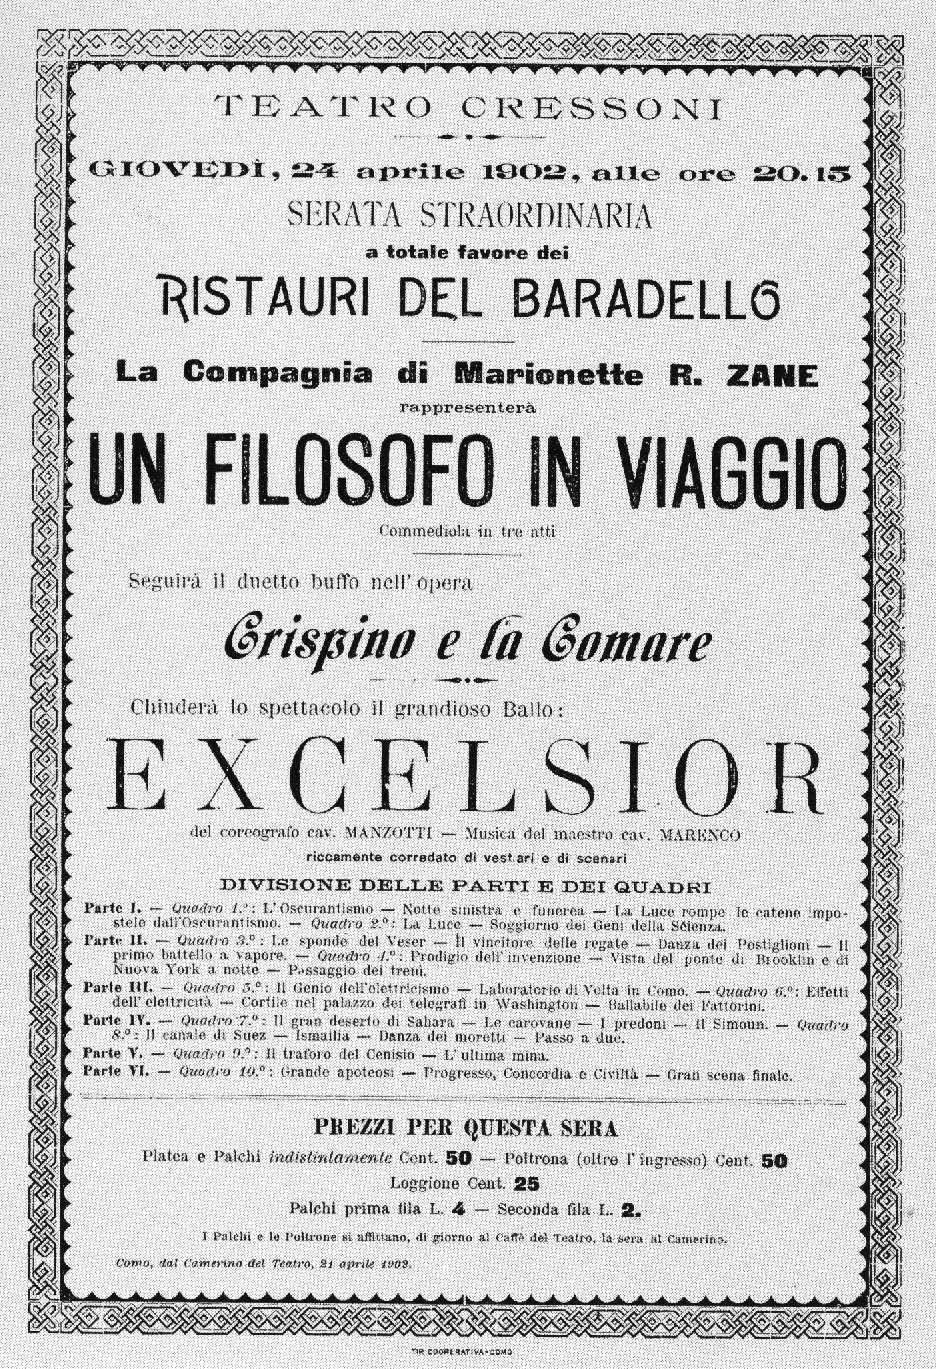 TEATRO CRESSONI
GIOVEDÌ, 24 aprile 1902, alle ore 20.15
SERATA STRAORDINARIA
a totale favore dei
RISTAURI DEL BARADELLO
La Compagnia di Marionette R. ZANE
rappresenterà
UN FILOSOFO IN VIAGGIO
Commediola in tre atti
Seguirà il duetto buffo nell' opera
Crispino e la Comare
Chiuderà lo spettacolo il grandioso Ballo:
EXCELSIOR
del coreografo cav. MANZOTTI — Musica del maestro cav. MARENCO
riccamente corredato di vestiari e di scenari
DIVISIONE DELLE PARTI E DEI QUADRI
Parte I. — Quadro 1.º: L'Oscurantismo — Notte sinistra e funerea — La Luce rompe le catene impo-
stele dall'Oscurantismo. — Quadro 2.º: La Luce — Soggiorno dei Geni della Scienza.
Parte II. — Quadro 3.º: Le sponde del Veser — Il vincitore delle regate — Danza dei Postiglioni — Il
primo battello a vapore. — Quadro 4.º: Prodigio dell' invenzione — Vista del ponte di Brooklin e di
Nuova York a notte — Passaggio dei treni.
Parte III. — Quadro 5.º: Il Genio dell'elettricismo — Laboratorio di Volta in Como. — Quadro 6.º: Effetti
dell' elettricità — Cortile nel palazzo dei telegrafi in Washington — Ballabile dei Fattorini.
Parte IV. — Quadro 7.º: Il gran deserto di Sahara — Le carovane — I predoni — Il Simoun. — Quadro
8.º: Il canale di Suez — Ismailia — Danza dei moretti — Passo a due.
Parte V. — Quadro 9.º: Il traforo del Cenisio — L' ultima mina.
Parte VI. — Quadro 10.º: Grande apoteosi — Progresso, Concordia e Civiltà — Gran scena finale.
PREZZI PER QUESTA SERA
Platea e Palchi indistintamente Cent. 50 — Poltrona (oltre l' ingresso) Cent. 50
Loggione Cent. 25
Palchi prima fila L. 4 — Seconda fila L. 2.
I Palchi e le Poltrone si affittano, di giorno al Caffè del Teatro, la sera al Camerino.
Como, dal Camerino del Teatro, 21 aprile 1902.
TIP. COOPERATIVA-COMO